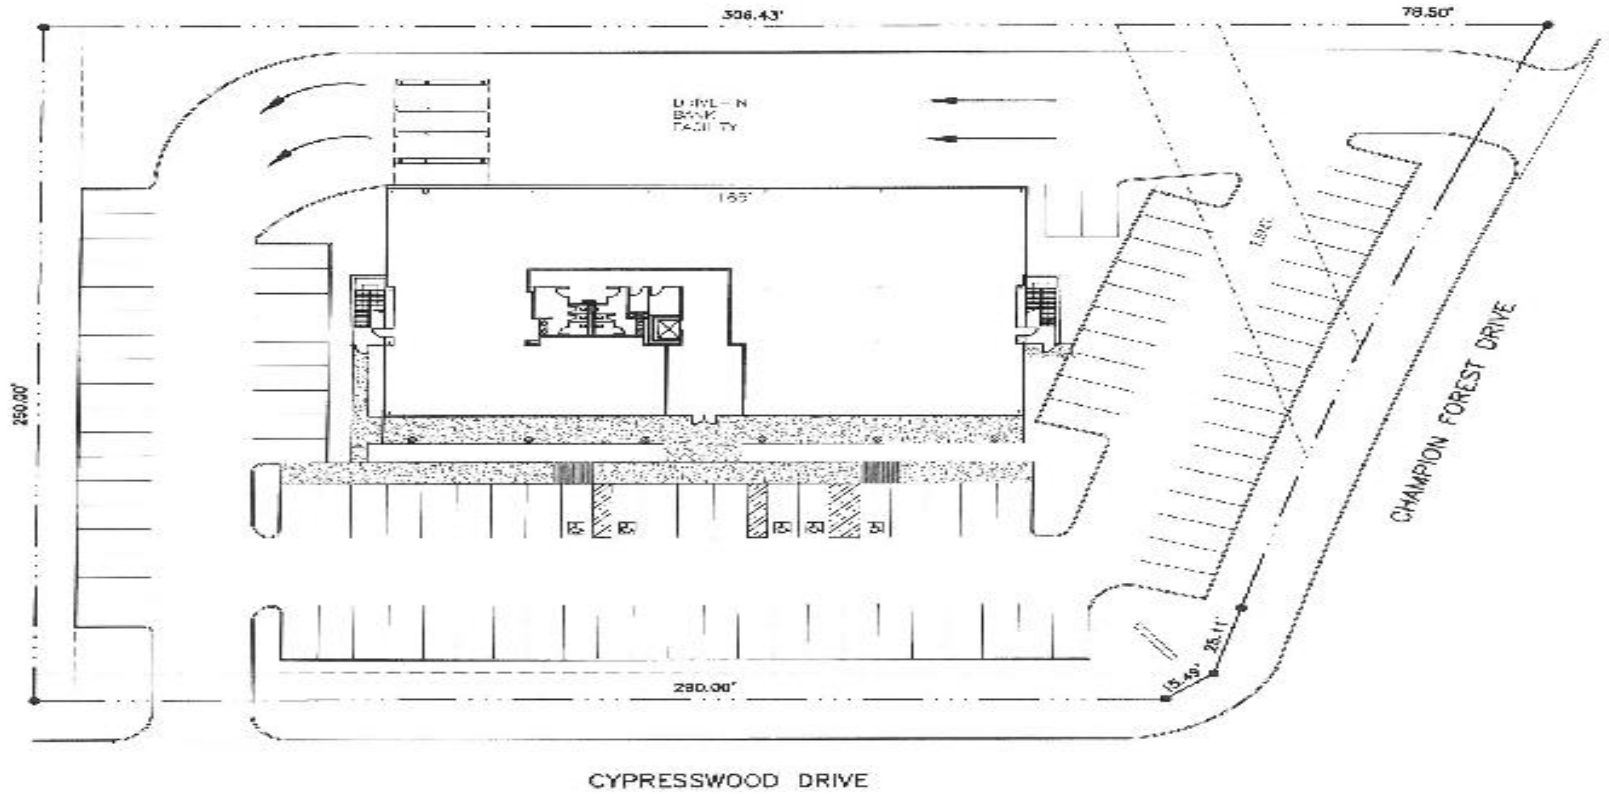 306.43'
78.50'
DRIVE-IN
BANK
FACILITY
165'
250.00'
CHAMPION FOREST DRIVE
25.11'
15.49'
280.00'
CYPRESSWOOD DRIVE